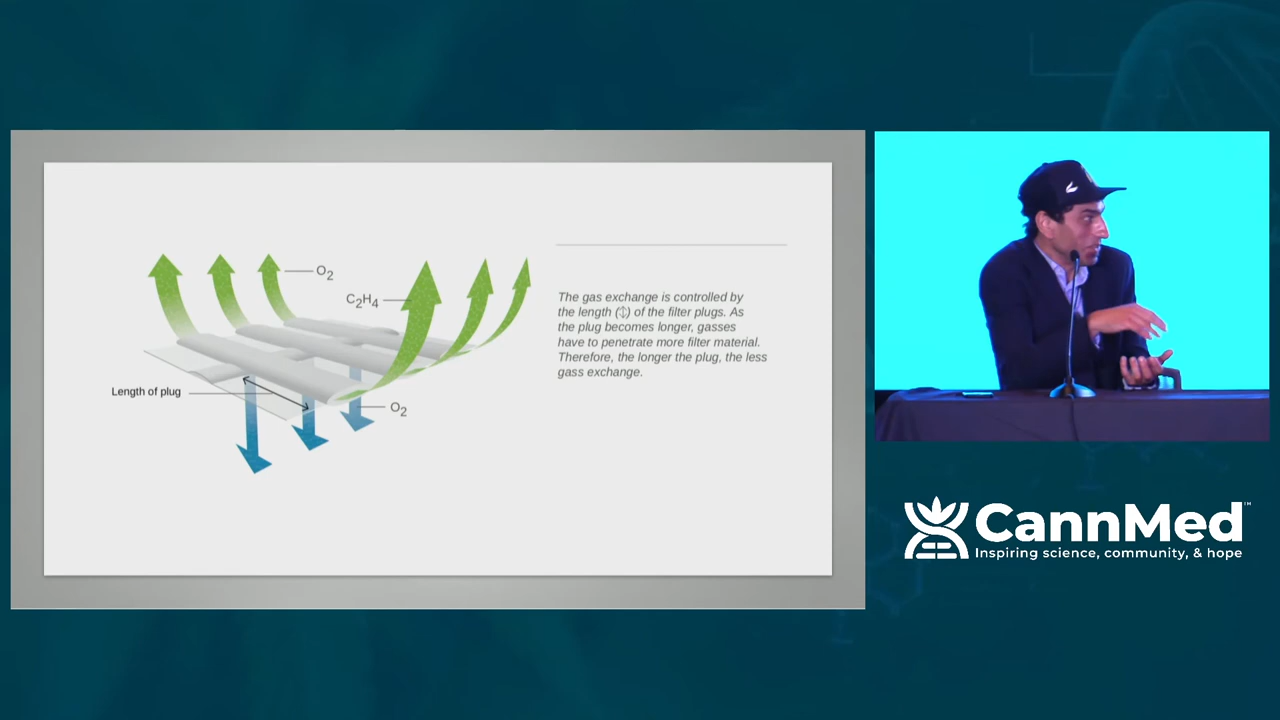 O2
C2H4
Length of plug
O2
The gas exchange is controlled by
the length (↕) of the filter plugs. As
the plug becomes longer, gasses
have to penetrate more filter material.
Therefore, the longer the plug, the less
gass exchange.
CannMed™
Inspiring science, community, & hope